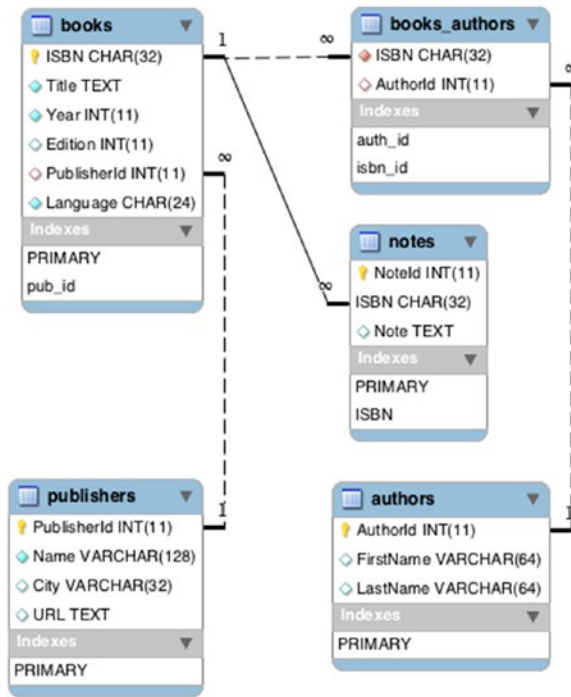 books
ISBN CHAR(32)
Title TEXT
Year INT(11)
Edition INT(11)
PublisherId INT(11)
Language CHAR(24)
Indexes
PRIMARY
pub_id
1
∞
∞
books_authors
ISBN CHAR(32)
AuthorId INT(11)
Indexes
auth_id
isbn_id
∞
notes
NoteId INT(11)
ISBN CHAR(32)
Note TEXT
Indexes
PRIMARY
ISBN
∞
publishers
PublisherId INT(11)
Name VARCHAR(128)
City VARCHAR(32)
URL TEXT
Indexes
PRIMARY
1
authors
AuthorId INT(11)
FirstName VARCHAR(64)
LastName VARCHAR(64)
Indexes
PRIMARY
1